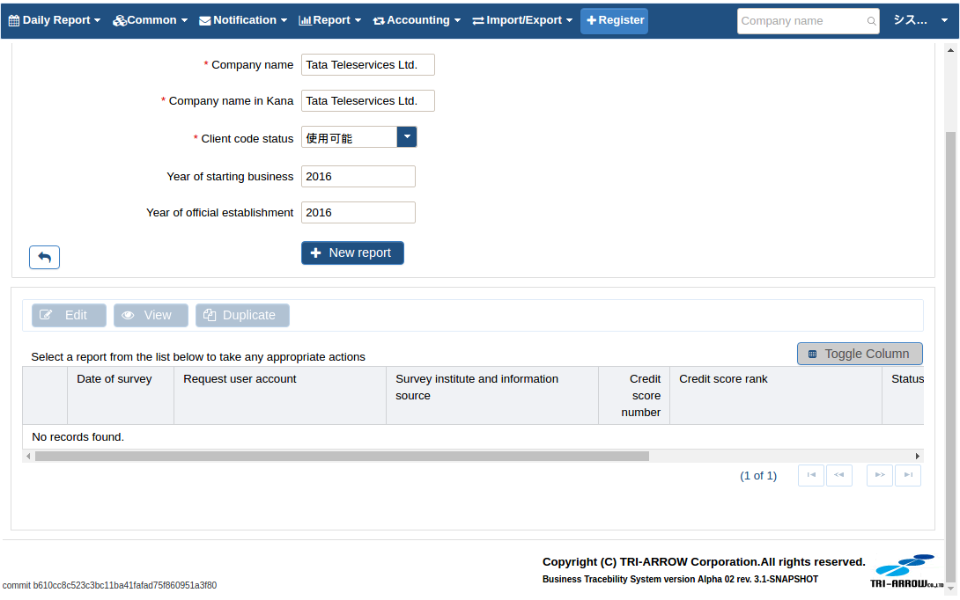 Daily Report Common Notification Report Accounting Import/Export Register Company name シス...
* Company name Tata Teleservices Ltd.
* Company name in Kana Tata Teleservices Ltd.
* Client code status 使用可能
Year of starting business 2016
Year of official establishment 2016
New report
Edit View Duplicate
Toggle Column
Select a report from the list below to take any appropriate actions
Date of survey Request user account Survey institute and information source Credit score number Credit score rank Status
No records found.
(1 of 1)
Copyright (C) TRI-ARROW Corporation.All rights reserved.
Business Tracebility System version Alpha 02 rev. 3.1-SNAPSHOT
TRI-ARROW Co.,LTD
commit b610cc8c523c3bc11ba41fafad75f860951a3f80